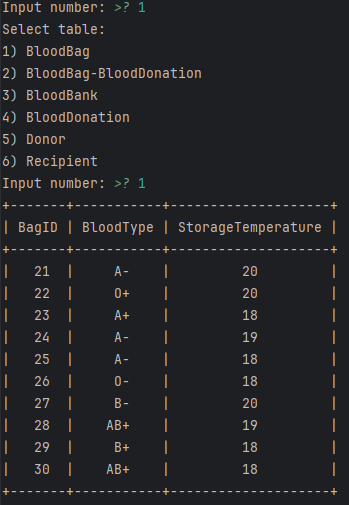 Input number: >? 1
Select table:
1) BloodBag
2) BloodBag-BloodDonation
3) BloodBank
4) BloodDonation
5) Donor
6) Recipient
Input number: >? 1
+-------+-----------+--------------------+
| BagID | BloodType | StorageTemperature |
+-------+-----------+--------------------+
|   21  |     A-    |         20         |
|   22  |     O+    |         20         |
|   23  |     A+    |         18         |
|   24  |     A-    |         19         |
|   25  |     A-    |         18         |
|   26  |     O-    |         18         |
|   27  |     B-    |         20         |
|   28  |    AB+    |         19         |
|   29  |     B+    |         18         |
|   30  |    AB+    |         18         |
+-------+-----------+--------------------+